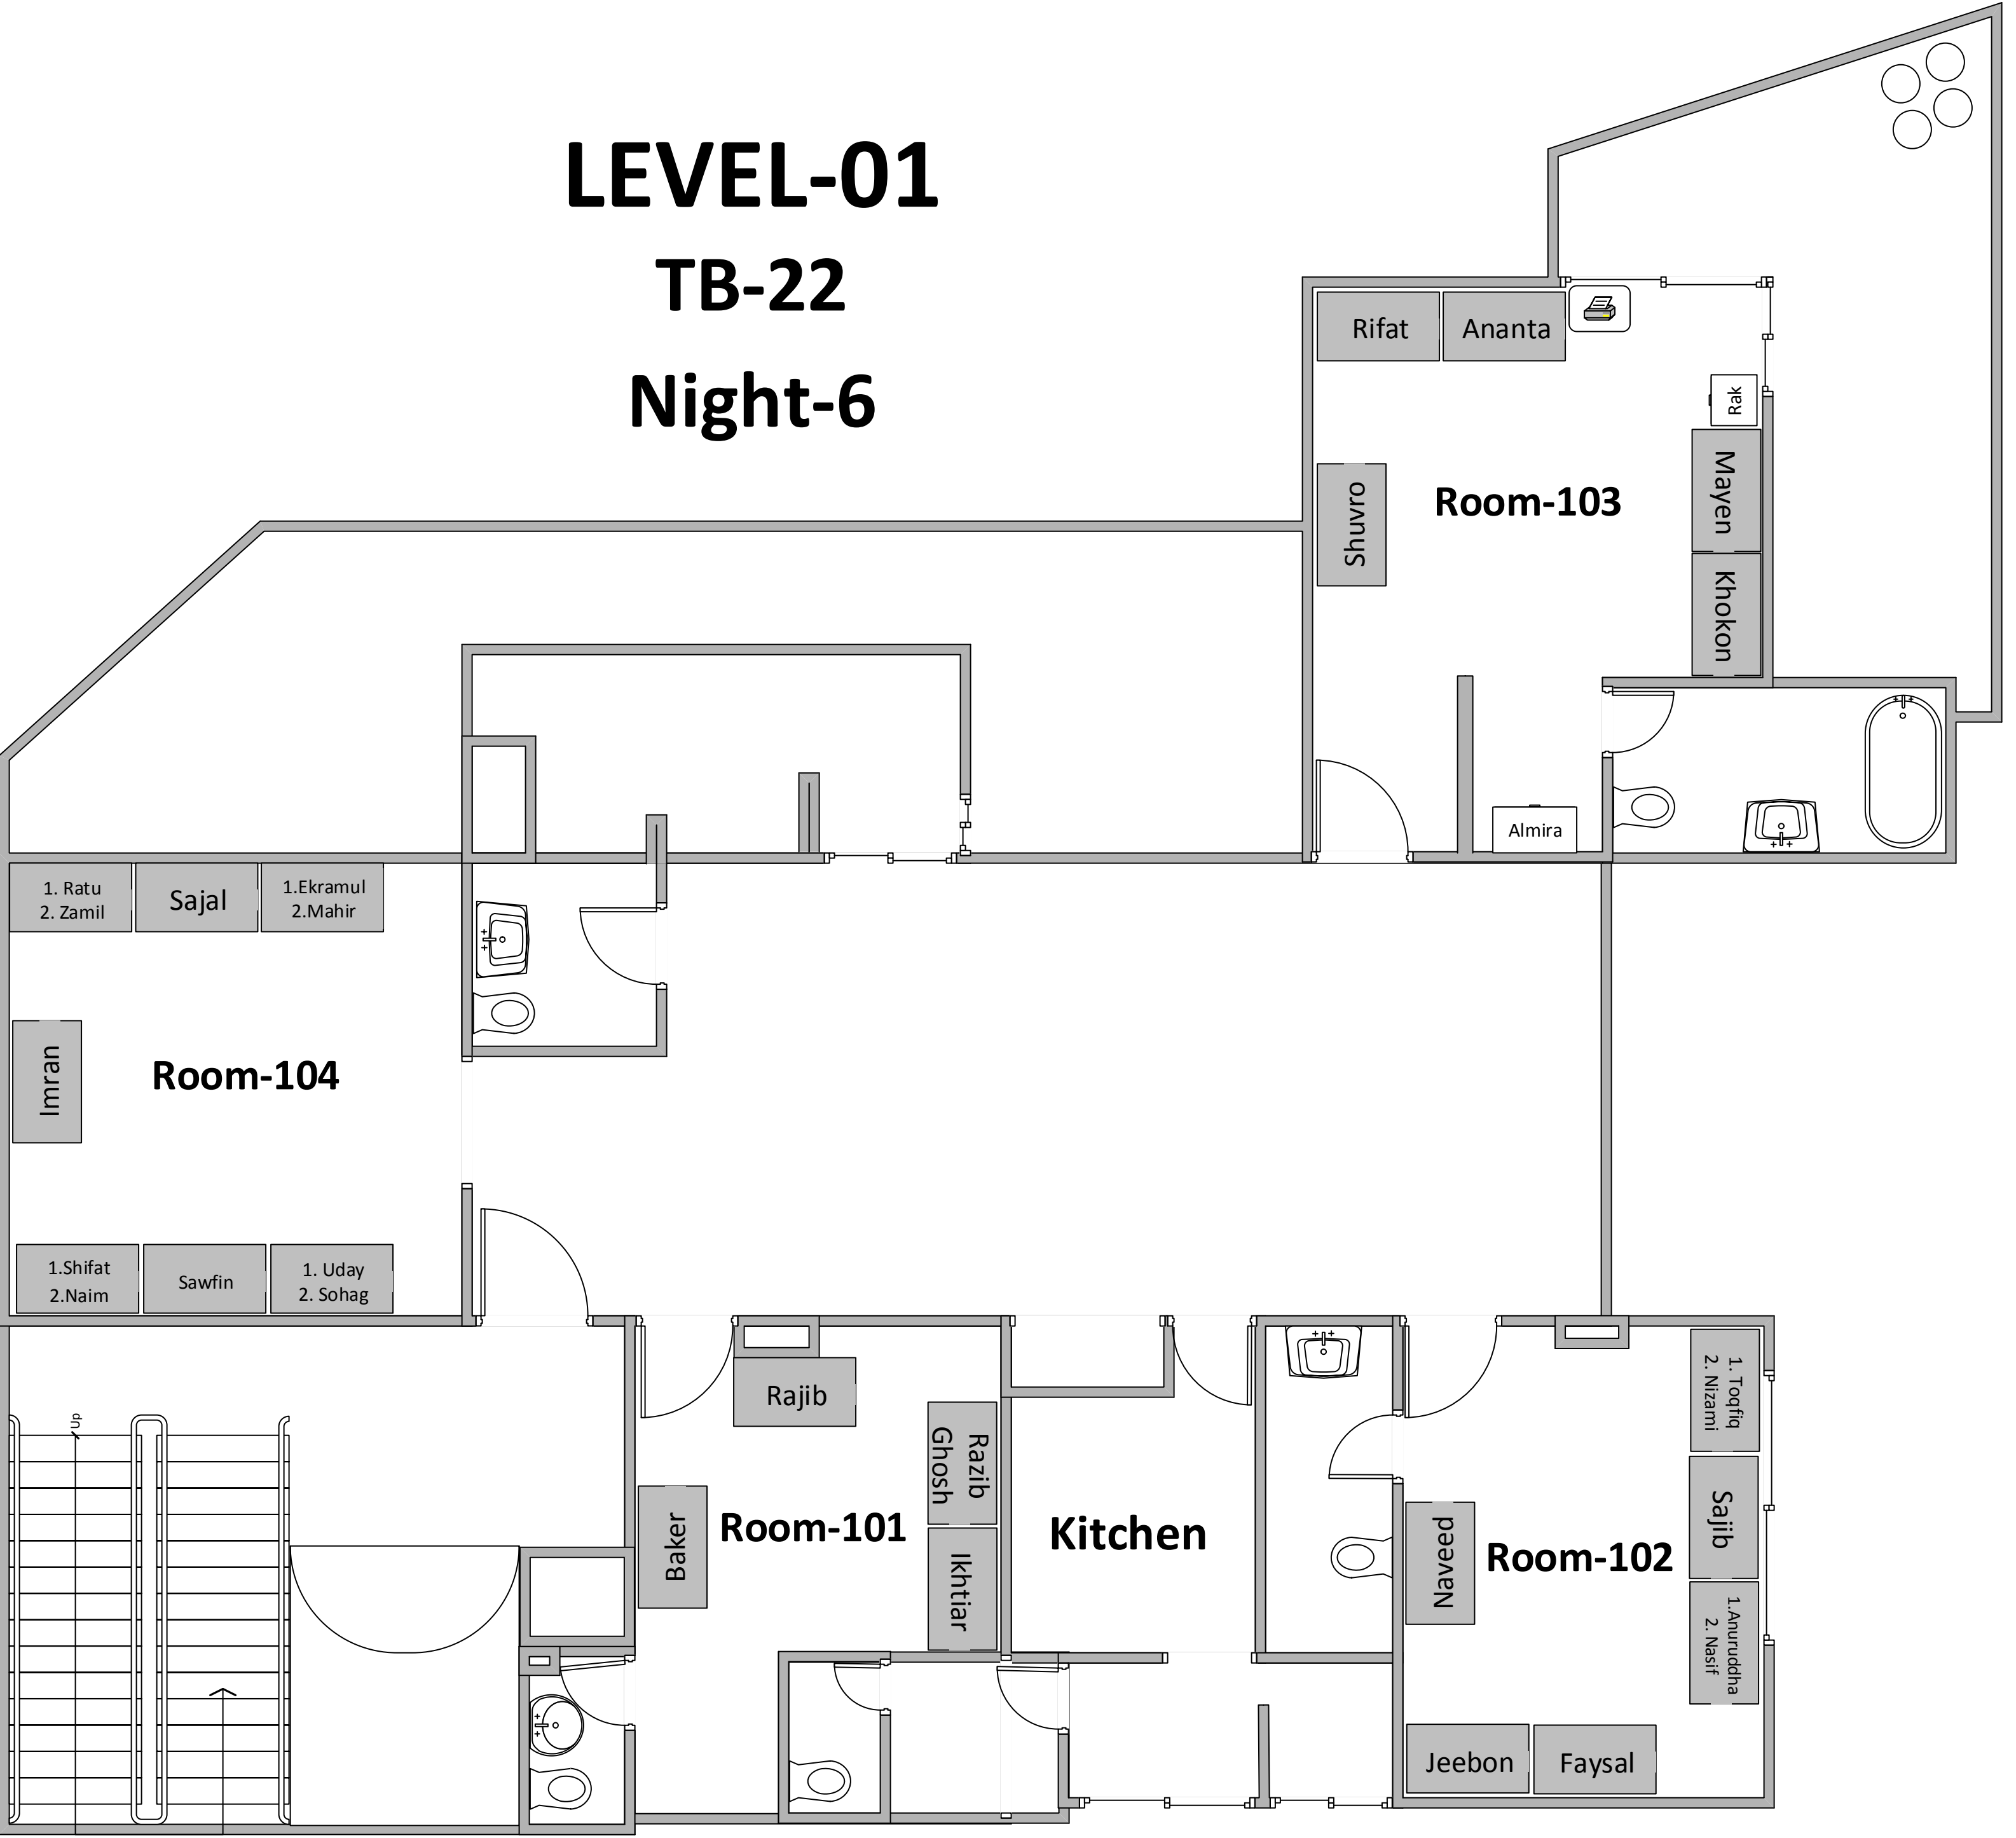 LEVEL-01
TB-22
Night-6
Rifat
Ananta
Rak
Mayen
Shuvro
Room-103
Khokon
Almira
1. Ratu
2. Zamil
Sajal
1.Ekramul
2.Mahir
Imran
Room-104
1.Shifat
2.Naim
Sawfin
1. Uday
2. Sohag
Up
Rajib
Razib
Ghosh
Baker
Room-101
Ikhtiar
Kitchen
1. Toqfiq
2. Nizami
Sajib
Naveed
Room-102
1.Anuruddha
2. Nasif
Jeebon
Faysal